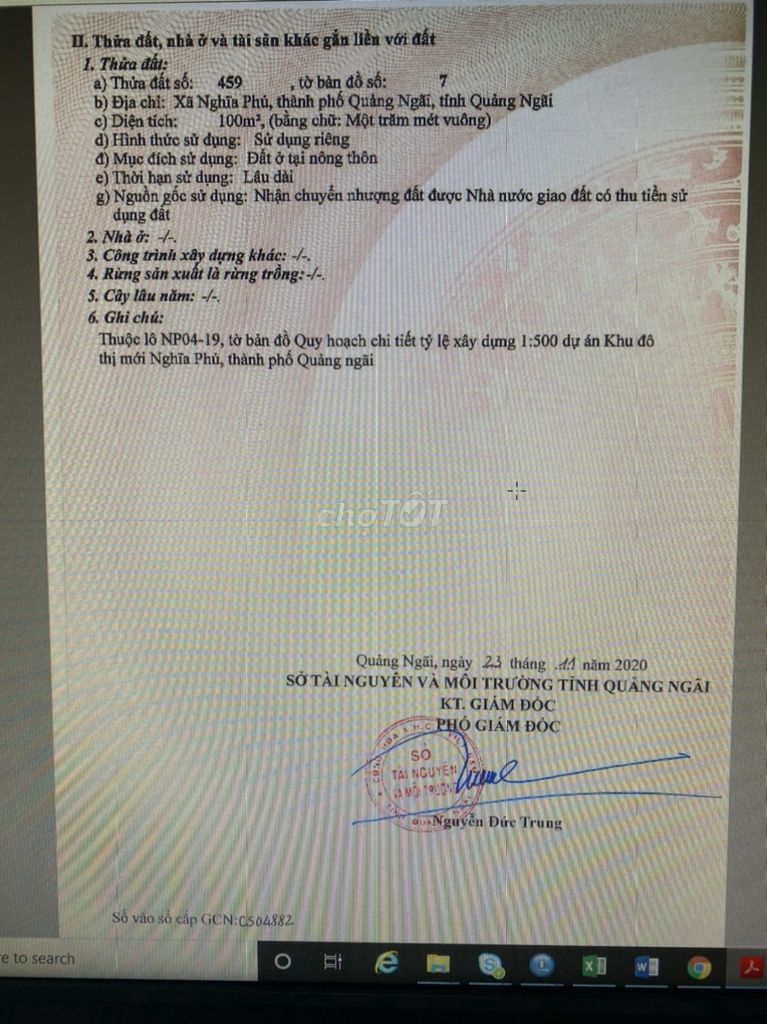 II. Thửa đất, nhà ở và tài sản khác gắn liền với đất
1. Thửa đất:
a) Thửa đất số: 459 , tờ bản đồ số: 7
b) Địa chỉ: Xã Nghĩa Phú, thành phố Quảng Ngãi, tỉnh Quảng Ngãi
c) Diện tích: 100m², (bằng chữ: Một trăm mét vuông)
d) Hình thức sử dụng: Sử dụng riêng
đ) Mục đích sử dụng: Đất ở tại nông thôn
e) Thời hạn sử dụng: Lâu dài
g) Nguồn gốc sử dụng: Nhận chuyển nhượng đất được Nhà nước giao đất có thu tiền sử
dụng đất
2. Nhà ở: -/-.
3. Công trình xây dựng khác: -/-.
4. Rừng sản xuất là rừng trồng: -/-.
5. Cây lâu năm: -/-.
6. Ghi chú:
Thuộc lô NP04-19, tờ bản đồ Quy hoạch chi tiết tỷ lệ xây dựng 1:500 dự án Khu đô
thị mới Nghĩa Phú, thành phố Quảng ngãi
chợTỐT
Quảng Ngãi, ngày 23 tháng 11 năm 2020
SỞ TÀI NGUYÊN VÀ MÔI TRƯỜNG TỈNH QUẢNG NGÃI
KT. GIÁM ĐỐC
PHÓ GIÁM ĐỐC
SỞ
TÀI NGUYÊN
VÀ MÔI TRƯỜNG
Nguyễn Đức Trung
Số vào sổ cấp GCN: CS04882
e to search